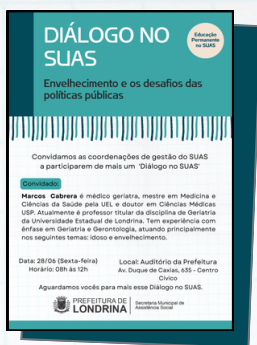 DIÁLOGO NO
SUAS
Educação
Permanente
no SUAS
Envelhecimento e os desafios das
políticas públicas
Convidamos as coordenações de gestão do SUAS
a participarem de mais um 'Diálogo no SUAS'
Convidado:
Marcos Cabrera é médico geriatra, mestre em Medicina e
Ciências da Saúde pela UEL e doutor em Ciências Médicas
USP. Atualmente é professor titular da disciplina de Geriatria
da Universidade Estadual de Londrina. Tem experiência com
ênfase em Geriatria e Gerontologia, atuando principalmente
nos seguintes temas: idoso e envelhecimento.
Data: 28/06 (Sexta-feira)
Horário: 08h às 12h
Local: Auditório da Prefeitura
Av. Duque de Caxias, 635 - Centro
Cívico
Aguardamos vocês para mais esse Diálogo no SUAS.
PREFEITURA DE
LONDRINA
Secretaria Municipal de
Assistência Social